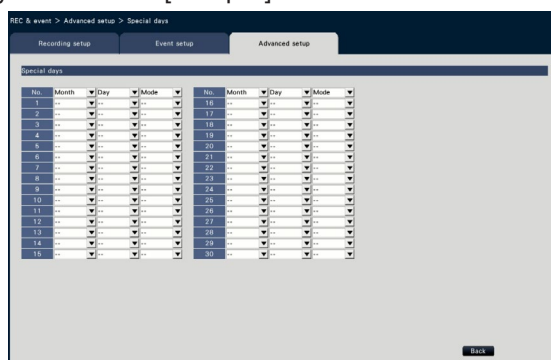 REC & event > Advanced setup > Special days
Recording setup Event setup Advanced setup
Special days
No. Month Day Mode No. Month Day Mode
1 -- -- -- 16 -- -- --
2 -- -- -- 17 -- -- --
3 -- -- -- 18 -- -- --
4 -- -- -- 19 -- -- --
5 -- -- -- 20 -- -- --
6 -- -- -- 21 -- -- --
7 -- -- -- 22 -- -- --
8 -- -- -- 23 -- -- --
9 -- -- -- 24 -- -- --
10 -- -- -- 25 -- -- --
11 -- -- -- 26 -- -- --
12 -- -- -- 27 -- -- --
13 -- -- -- 28 -- -- --
14 -- -- -- 29 -- -- --
15 -- -- -- 30 -- -- --
Back